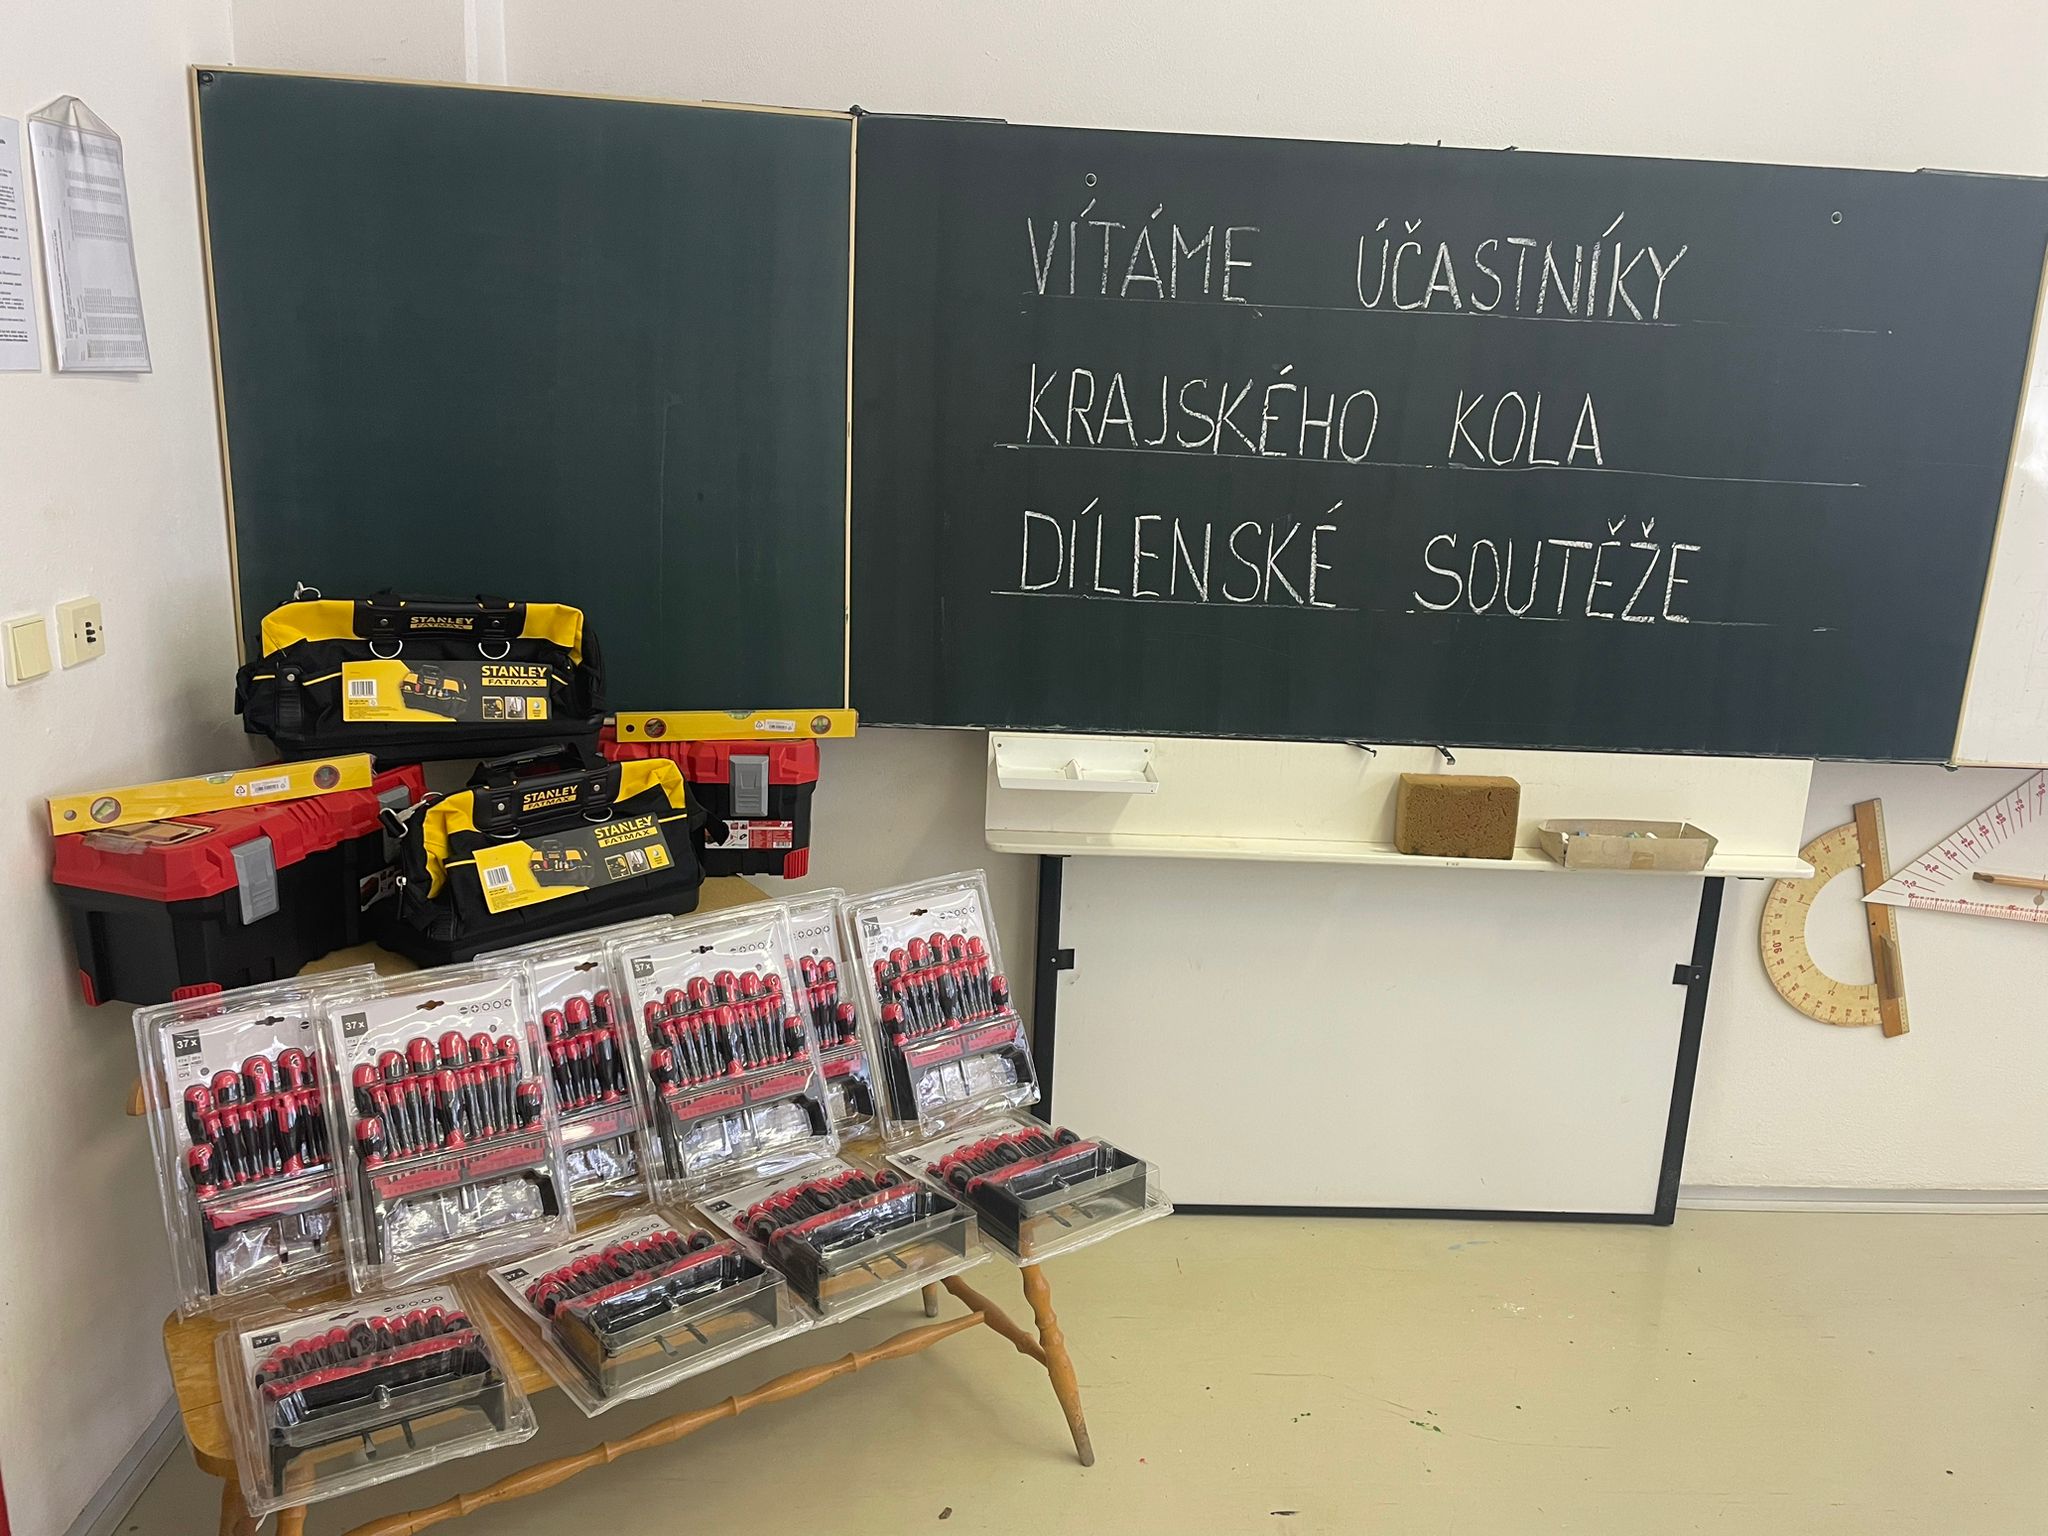 VÍTÁME ÚČASTNÍKY
KRAJSKÉHO KOLA
DÍLENSKÉ SOUTĚŽE
STANLEY
FATMAX
STANLEY
FATMAX
STANLEY
FATMAX
STANLEY
FATMAX
37x
37x
37x
37x
37x
37x